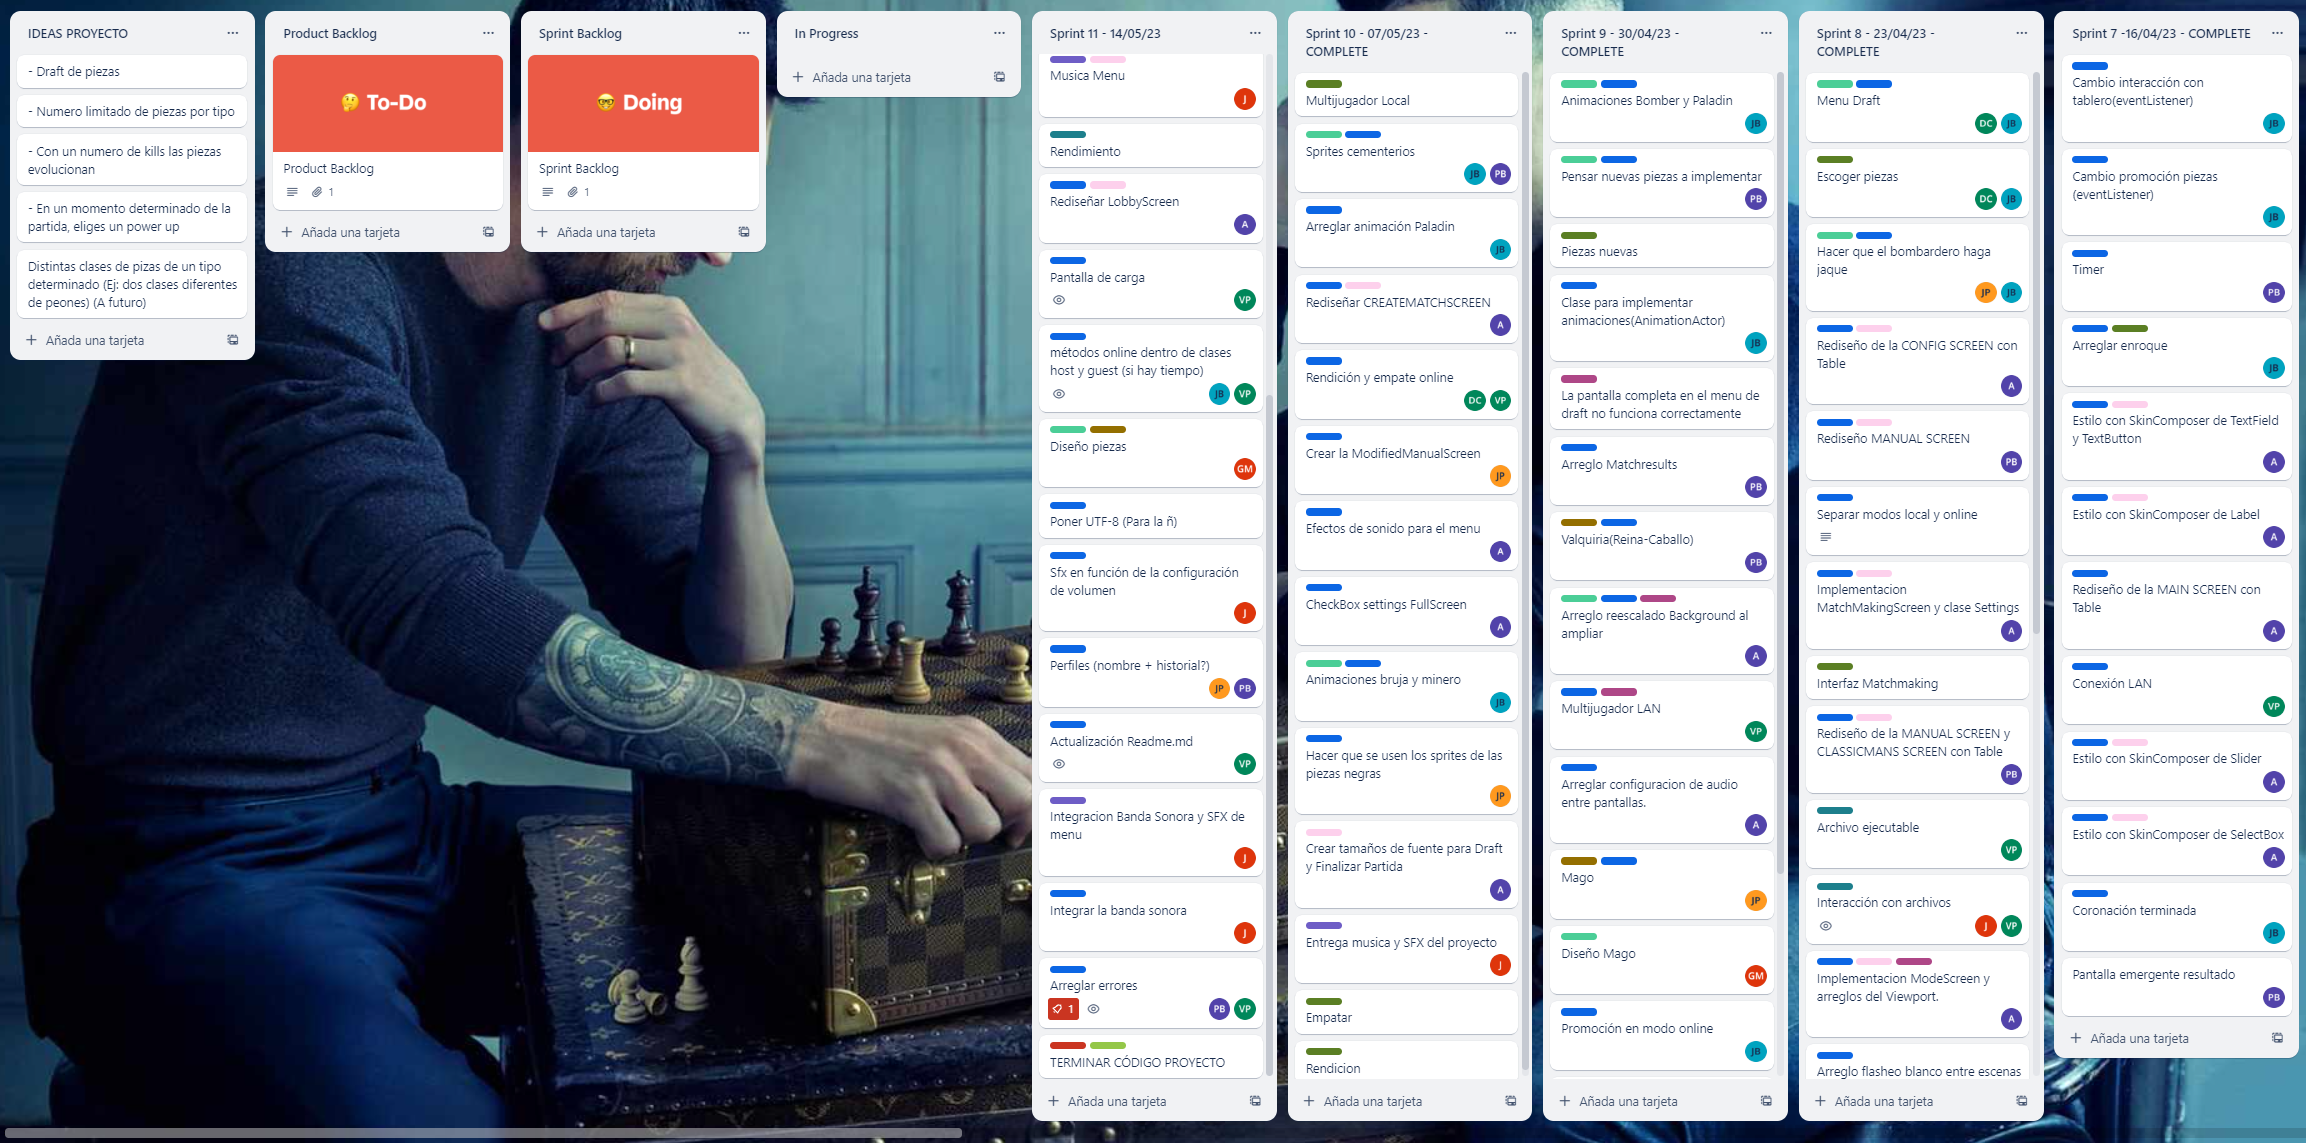 IDEAS PROYECTO
- Draft de piezas
- Numero limitado de piezas por tipo
- Con un numero de kills las piezas
evolucionan
- En un momento determinado de la
partida, eliges un power up
Distintas clases de pizas de un tipo
determinado (Ej: dos clases diferentes
de peones) (A futuro)
+ Añada una tarjeta
Product Backlog
To-Do
Product Backlog
1
+ Añada una tarjeta
Sprint Backlog
Doing
Sprint Backlog
1
+ Añada una tarjeta
In Progress
+ Añada una tarjeta
Sprint 11 - 14/05/23
Musica Menu
J
Rendimiento
Rediseñar LobbyScreen
A
Pantalla de carga
VP
métodos online dentro de clases
host y guest (si hay tiempo)
JB VP
Diseño piezas
GM
Poner UTF-8 (Para la ñ)
Sfx en función de la configuración
de volumen
J
Perfiles (nombre + historial?)
JP PB
Actualización Readme.md
VP
Integracion Banda Sonora y SFX de
menu
J
Integrar la banda sonora
J
Arreglar errores
1 PB VP
TERMINAR CÓDIGO PROYECTO
+ Añada una tarjeta
Sprint 10 - 07/05/23 -
COMPLETE
Multijugador Local
Sprites cementerios
JB PB
Arreglar animación Paladin
JB
Rediseñar CREATEMATCHSCREEN
A
Rendición y empate online
DC VP
Crear la ModifiedManualScreen
JP
Efectos de sonido para el menu
A
CheckBox settings FullScreen
A
Animaciones bruja y minero
JB
Hacer que se usen los sprites de las
piezas negras
JP
Crear tamaños de fuente para Draft
y Finalizar Partida
A
Entrega musica y SFX del proyecto
J
Empatar
Rendicion
+ Añada una tarjeta
Sprint 9 - 30/04/23 -
COMPLETE
Animaciones Bomber y Paladin
JB
Pensar nuevas piezas a implementar
PB
Piezas nuevas
Clase para implementar
animaciones(AnimationActor)
JB
La pantalla completa en el menu de
draft no funciona correctamente
Arreglo Matchresults
PB
Valquiria(Reina-Caballo)
PB
Arreglo reescalado Background al
ampliar
A
Multijugador LAN
VP
Arreglar configuracion de audio
entre pantallas.
A
Mago
JP
Diseño Mago
GM
Promoción en modo online
JB
+ Añada una tarjeta
Sprint 8 - 23/04/23 -
COMPLETE
Menu Draft
DC JB
Escoger piezas
DC JB
Hacer que el bombardero haga
jaque
JP JB
Rediseño de la CONFIG SCREEN con
Table
A
Rediseño MANUAL SCREEN
PB
Separar modos local y online
Implementacion
MatchMakingScreen y clase Settings
A
Interfaz Matchmaking
Rediseño de la MANUAL SCREEN y
CLASSICMANS SCREEN con Table
PB
Archivo ejecutable
VP
Interacción con archivos
J VP
Implementacion ModeScreen y
arreglos del Viewport.
A
Arreglo flasheo blanco entre escenas
+ Añada una tarjeta
Sprint 7 -16/04/23 - COMPLETE
Cambio interacción con
tablero(eventListener)
JB
Cambio promoción piezas
(eventListener)
JB
Timer
PB
Arreglar enroque
JB
Estilo con SkinComposer de TextField
y TextButton
A
Estilo con SkinComposer de Label
A
Rediseño de la MAIN SCREEN con
Table
A
Conexión LAN
VP
Estilo con SkinComposer de Slider
A
Estilo con SkinComposer de SelectBox
A
Coronación terminada
JB
Pantalla emergente resultado
PB
+ Añada una tarjeta